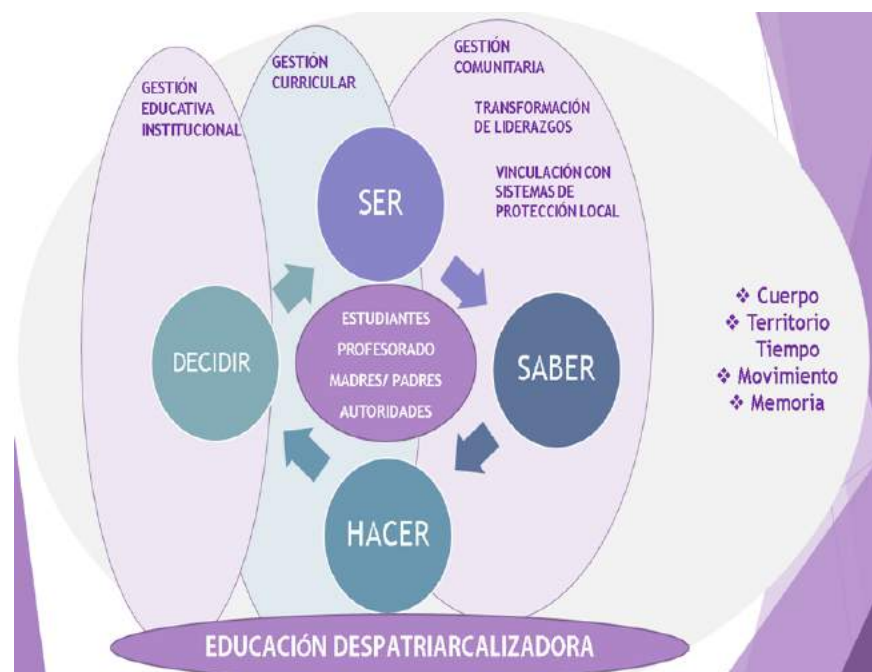 GESTIÓN
EDUCATIVA
INSTITUCIONAL
GESTIÓN
CURRICULAR
GESTIÓN
COMUNITARIA
TRANSFORMACIÓN
DE LIDERAZGOS
VINCULACIÓN CON
SISTEMAS DE
PROTECCIÓN LOCAL
SER
SABER
HACER
DECIDIR
ESTUDIANTES
PROFESORADO
MADRES/ PADRES
AUTORIDADES
❖ Cuerpo
❖ Territorio
Tiempo
❖ Movimiento
❖ Memoria
EDUCACIÓN DESPATRIARCALIZADORA